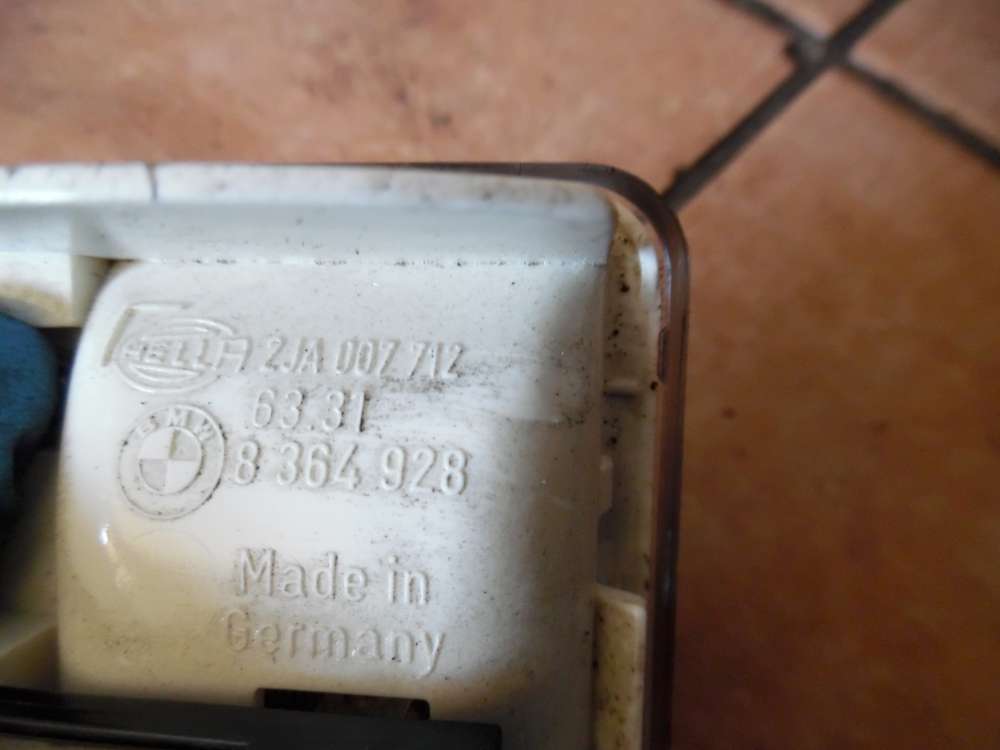 HELLA 2JA 007 712
63.31
BMW 8 364 928
Made in
Germany